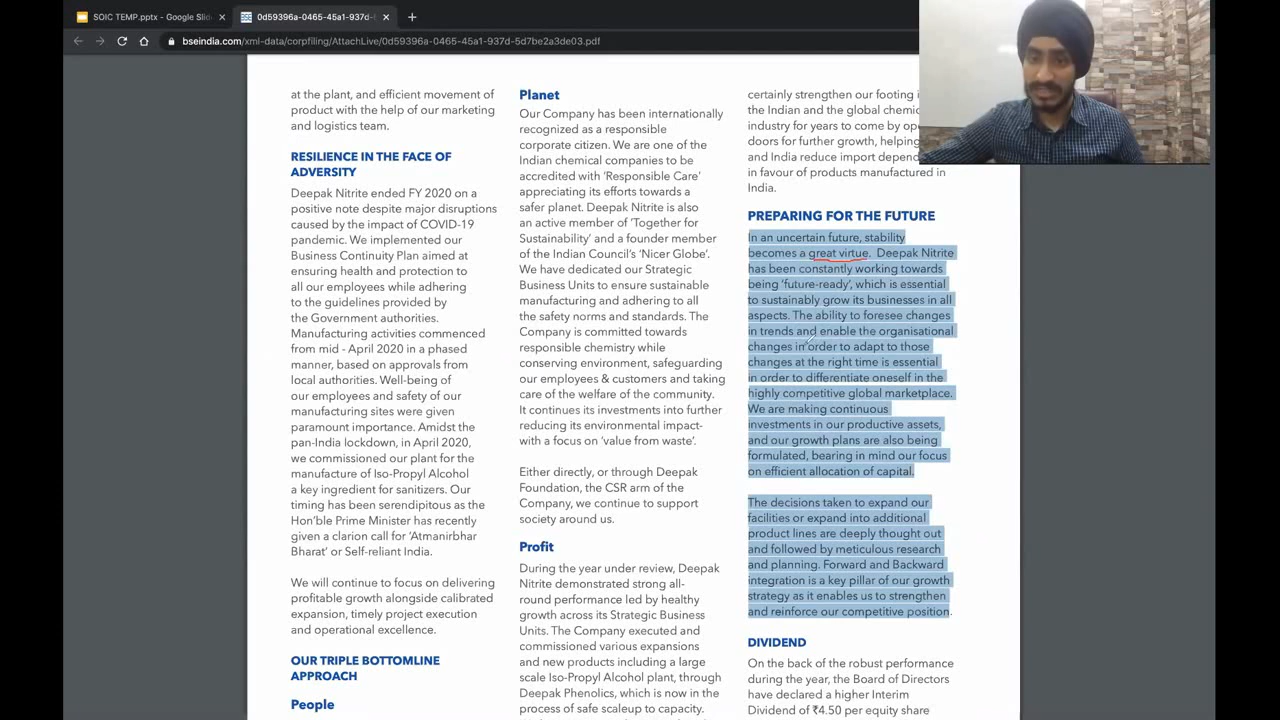 SOIC TEMP.pptx - Google Slid
0d59396a-0465-45a1-937d-
bseindia.com/xml-data/corpfiling/AttachLive/0d59396a-0465-45a1-937d-5d7be2a3de03.pdf
at the plant, and efficient movement of
product with the help of our marketing
and logistics team.
RESILIENCE IN THE FACE OF
ADVERSITY
Deepak Nitrite ended FY 2020 on a
positive note despite major disruptions
caused by the impact of COVID-19
pandemic. We implemented our
Business Continuity Plan aimed at
ensuring health and protection to
all our employees while adhering
to the guidelines provided by
the Government authorities.
Manufacturing activities commenced
from mid - April 2020 in a phased
manner, based on approvals from
local authorities. Well-being of
our employees and safety of our
manufacturing sites were given
paramount importance. Amidst the
pan-India lockdown, in April 2020,
we commissioned our plant for the
manufacture of Iso-Propyl Alcohol
a key ingredient for sanitizers. Our
timing has been serendipitous as the
Hon'ble Prime Minister has recently
given a clarion call for 'Atmanirbhar
Bharat' or Self-reliant India.
We will continue to focus on delivering
profitable growth alongside calibrated
expansion, timely project execution
and operational excellence.
OUR TRIPLE BOTTOMLINE
APPROACH
People
Planet
Our Company has been internationally
recognized as a responsible
corporate citizen. We are one of the
Indian chemical companies to be
accredited with 'Responsible Care'
appreciating its efforts towards a
safer planet. Deepak Nitrite is also
an active member of 'Together for
Sustainability' and a founder member
of the Indian Council's 'Nicer Globe'.
We have dedicated our Strategic
Business Units to ensure sustainable
manufacturing and adhering to all
the safety norms and standards. The
Company is committed towards
responsible chemistry while
conserving environment, safeguarding
our employees & customers and taking
care of the welfare of the community.
It continues its investments into further
reducing its environmental impact-
with a focus on 'value from waste'.
Either directly, or through Deepak
Foundation, the CSR arm of the
Company, we continue to support
society around us.
Profit
During the year under review, Deepak
Nitrite demonstrated strong all-
round performance led by healthy
growth across its Strategic Business
Units. The Company executed and
commissioned various expansions
and new products including a large
scale Iso-Propyl Alcohol plant, through
Deepak Phenolics, which is now in the
process of safe scaleup to capacity.
certainly strengthen our footing i
the Indian and the global chemic
industry for years to come by ope
doors for further growth, helping
and India reduce import depend
in favour of products manufactured in
India.
PREPARING FOR THE FUTURE
In an uncertain future, stability
becomes a great virtue. Deepak Nitrite
has been constantly working towards
being 'future-ready', which is essential
to sustainably grow its businesses in all
aspects. The ability to foresee changes
in trends and enable the organisational
changes in order to adapt to those
changes at the right time is essential
in order to differentiate oneself in the
highly competitive global marketplace.
We are making continuous
investments in our productive assets,
and our growth plans are also being
formulated, bearing in mind our focus
on efficient allocation of capital.
The decisions taken to expand our
facilities or expand into additional
product lines are deeply thought out
and followed by meticulous research
and planning. Forward and Backward
integration is a key pillar of our growth
strategy as it enables us to strengthen
and reinforce our competitive position.
DIVIDEND
On the back of the robust performance
during the year, the Board of Directors
have declared a higher Interim
Dividend of ₹4.50 per equity share